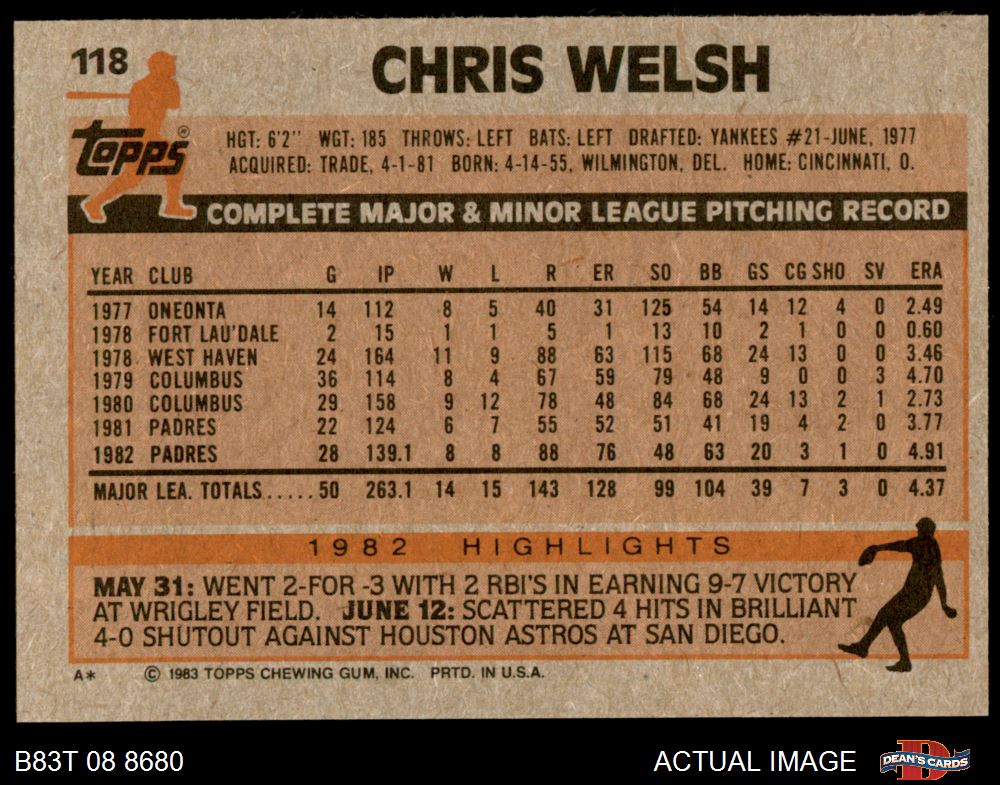 118
CHRIS WELSH
Topps®
HGT: 6'2" WGT: 185 THROWS: LEFT BATS: LEFT DRAFTED: YANKEES #21-JUNE, 1977
ACQUIRED: TRADE, 4-1-81 BORN: 4-14-55, WILMINGTON, DEL. HOME: CINCINNATI, O.
COMPLETE MAJOR & MINOR LEAGUE PITCHING RECORD
YEAR CLUB G IP W L R ER SO BB GS CG SHO SV ERA
1977 ONEONTA 14 112 8 5 40 31 125 54 14 12 4 0 2.49
1978 FORT LAU'DALE 2 15 1 1 5 1 13 10 2 1 0 0 0.60
1978 WEST HAVEN 24 164 11 9 88 63 115 68 24 13 0 0 3.46
1979 COLUMBUS 36 114 8 4 67 59 79 48 9 0 0 3 4.70
1980 COLUMBUS 29 158 9 12 78 48 84 68 24 13 2 1 2.73
1981 PADRES 22 124 6 7 55 52 51 41 19 4 2 0 3.77
1982 PADRES 28 139.1 8 8 88 76 48 63 20 3 1 0 4.91
MAJOR LEA. TOTALS..... 50 263.1 14 15 143 128 99 104 39 7 3 0 4.37
1982 HIGHLIGHTS
MAY 31: WENT 2-FOR -3 WITH 2 RBI'S IN EARNING 9-7 VICTORY
AT WRIGLEY FIELD. JUNE 12: SCATTERED 4 HITS IN BRILLIANT
4-0 SHUTOUT AGAINST HOUSTON ASTROS AT SAN DIEGO.
A* © 1983 TOPPS CHEWING GUM, INC. PRTD. IN U.S.A.
B83T 08 8680 ACTUAL IMAGE DEAN'S CARDS